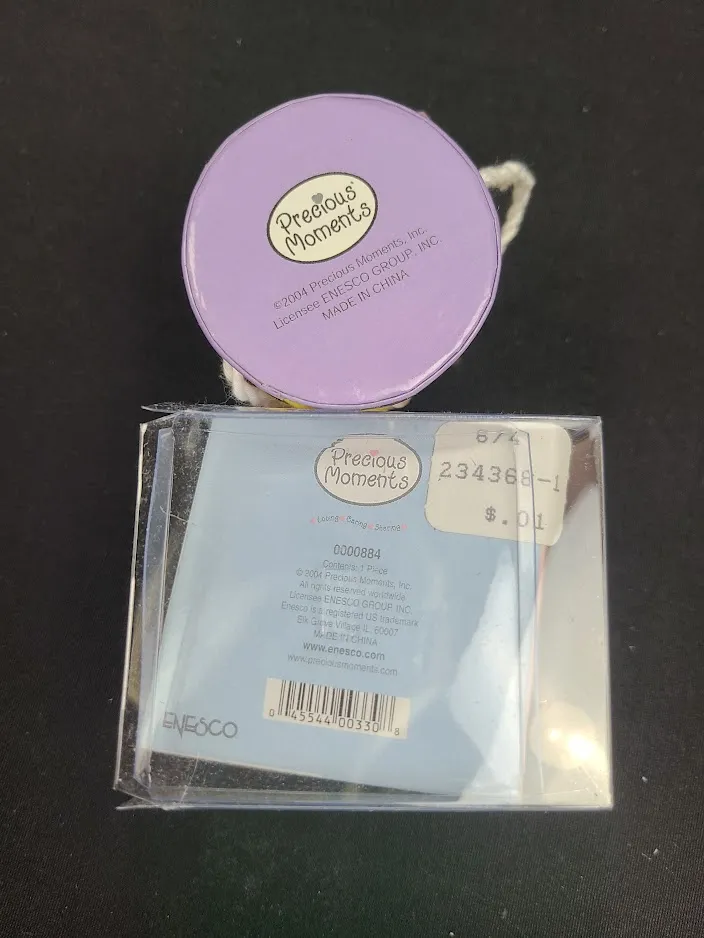 Precious
Moments
©2004 Precious Moments, Inc.
Licensee ENESCO GROUP, INC.
MADE IN CHINA
Precious
Moments
Loving Caring Sharing
674
234368-1
$.01
0000884
Contents: 1 Piece
© 2004 Precious Moments, Inc.
All rights reserved worldwide
Licensee ENESCO GROUP, INC.
Enesco is a registered US trademark
Elk Grove Village IL, 60007
MADE IN CHINA
www.enesco.com
www.preciousmoments.com
0 45544 00330 8
ENESCO